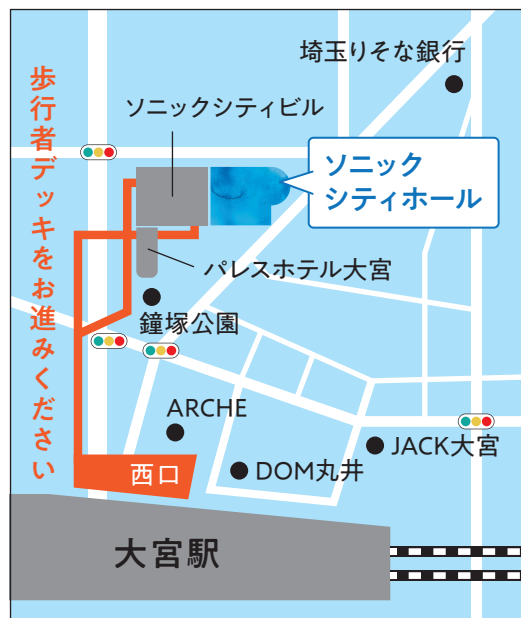 埼玉りそな銀行
ソニックシティビル
歩行者デッキをお進みください
ソニック
シティホール
パレスホテル大宮
鐘塚公園
ARCHE
JACK大宮
DOM丸井
西口
大宮駅